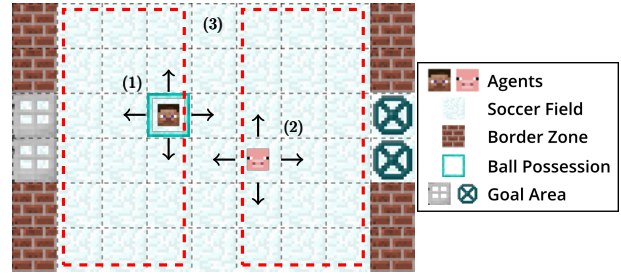 (3)
(1)
(2)
Agents
Soccer Field
Border Zone
Ball Possession
Goal Area